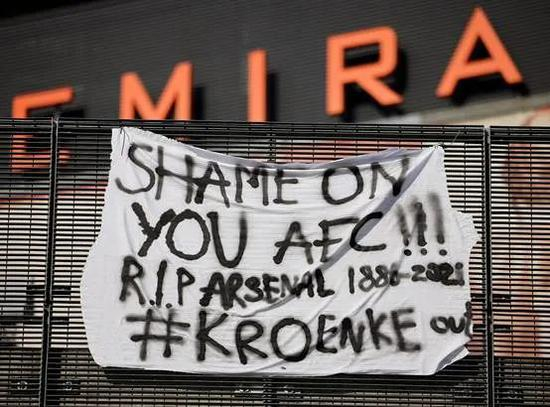 EMIRA
SHAME ON
YOU AFC!!!
R.I.P ARSENAL 1886-2021
#KROENKE out